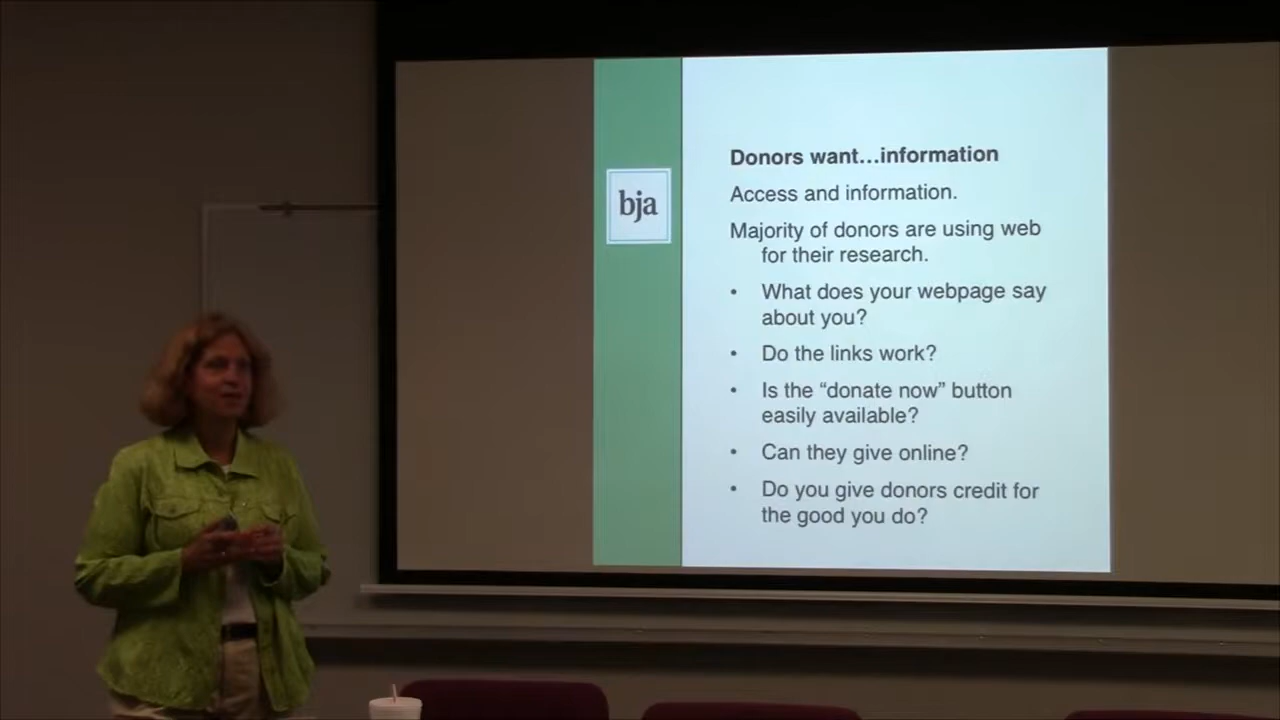 bja
Donors want...information
Access and information.
Majority of donors are using web
for their research.
• What does your webpage say
about you?
• Do the links work?
• Is the “donate now” button
easily available?
• Can they give online?
• Do you give donors credit for
the good you do?